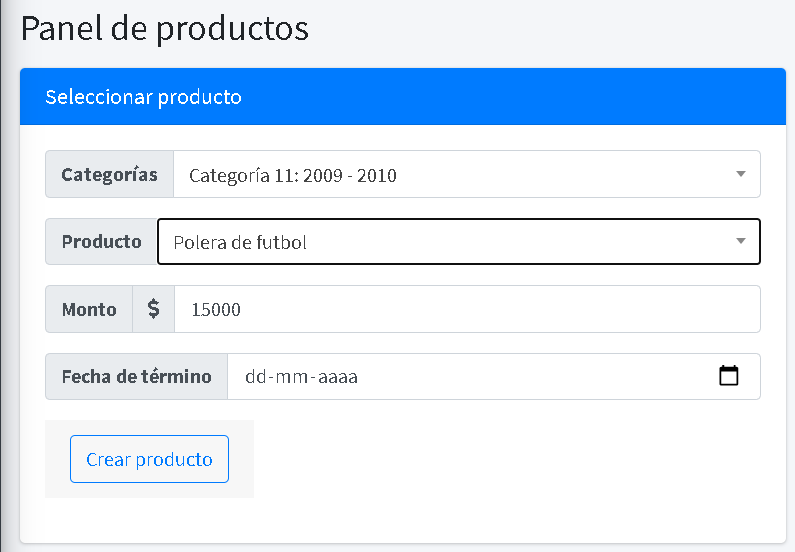 Panel de productos
Seleccionar producto
Categorías Categoría 11: 2009 - 2010
Producto Polera de futbol
Monto $ 15000
Fecha de término dd-mm-aaaa
Crear producto